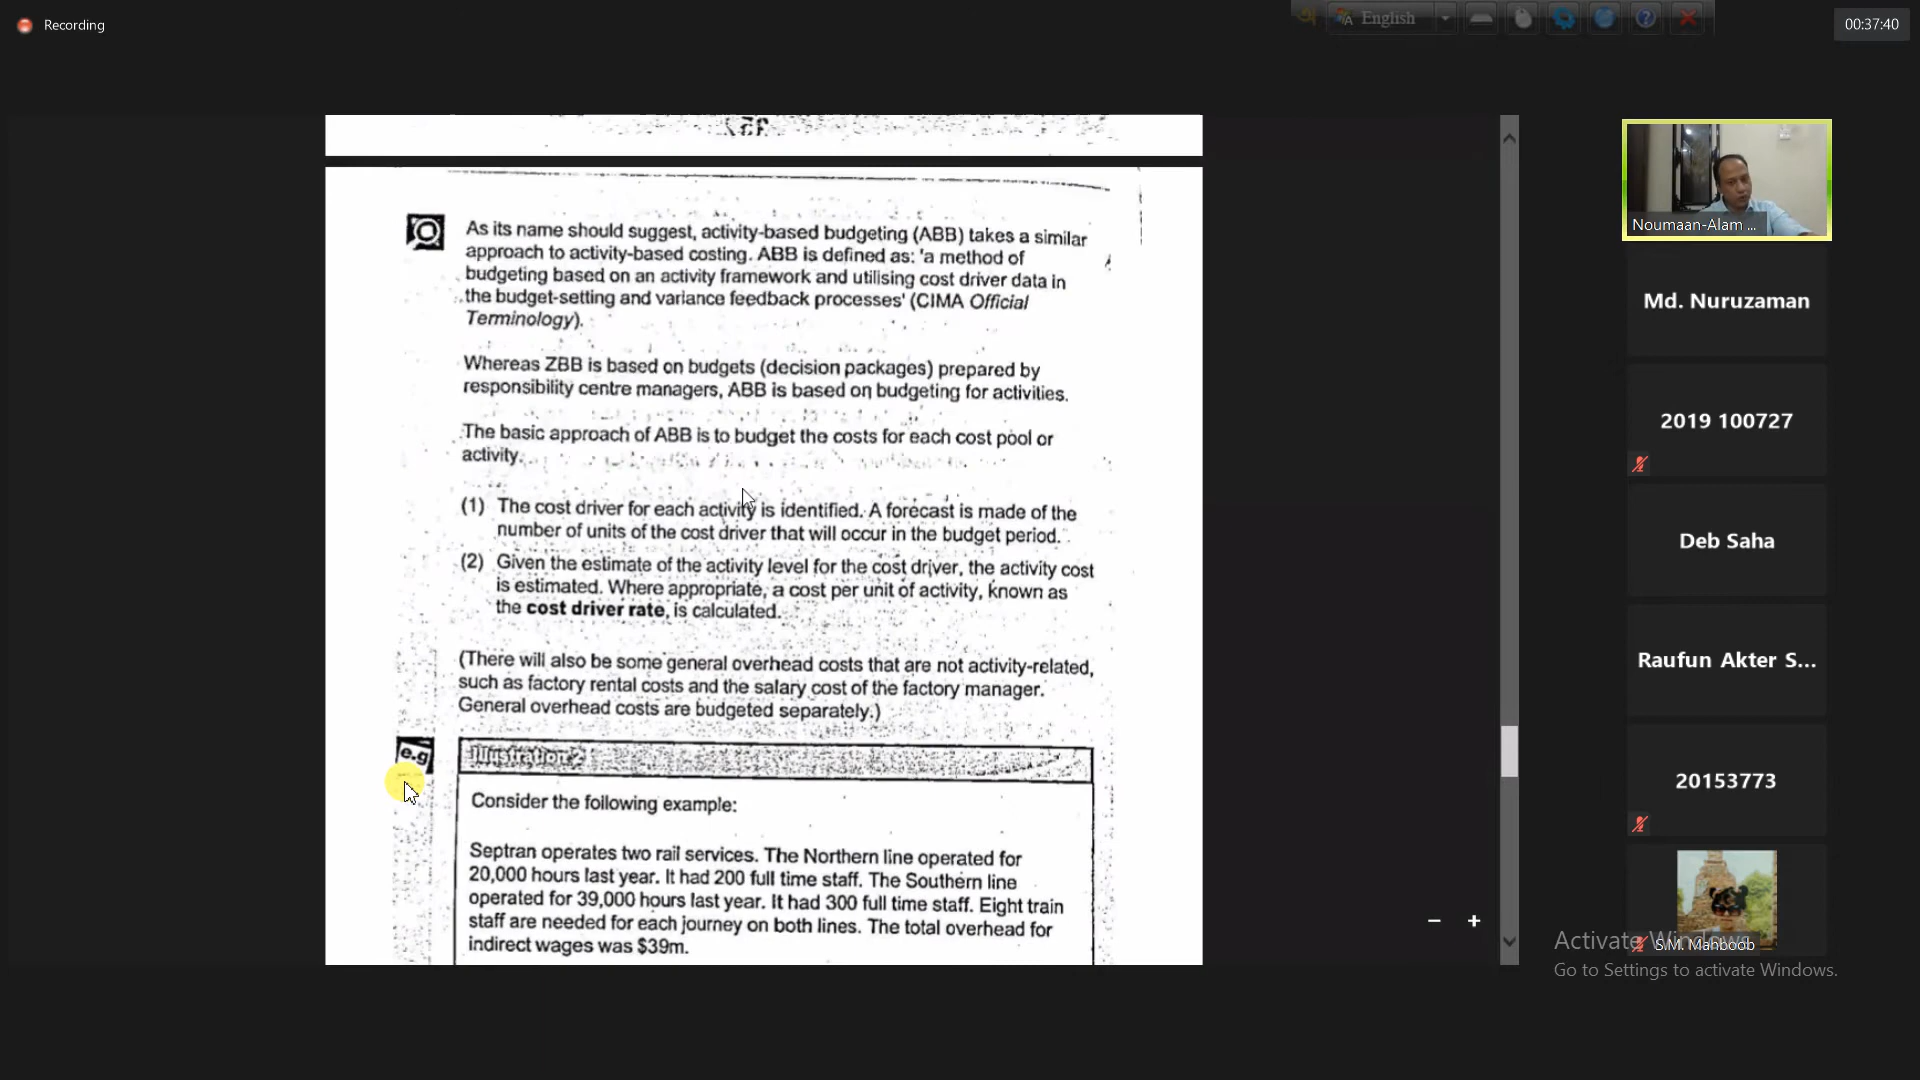 Recording
English
00:37:40
As its name should suggest, activity-based budgeting (ABB) takes a similar
approach to activity-based costing. ABB is defined as: 'a method of
budgeting based on an activity framework and utilising cost driver data in
the budget-setting and variance feedback processes' (CIMA Official
Terminology).
Whereas ZBB is based on budgets (decision packages) prepared by
responsibility centre managers, ABB is based on budgeting for activities.
The basic approach of ABB is to budget the costs for each cost pool or
activity.
(1) The cost driver for each activity is identified. A forecast is made of the
number of units of the cost driver that will occur in the budget period.
(2) Given the estimate of the activity level for the cost driver, the activity cost
is estimated. Where appropriate, a cost per unit of activity, known as
the cost driver rate, is calculated.
(There will also be some general overhead costs that are not activity-related,
such as factory rental costs and the salary cost of the factory manager.
General overhead costs are budgeted separately.)
e.g
Illustration 2
Consider the following example:
Septran operates two rail services. The Northern line operated for
20,000 hours last year. It had 200 full time staff. The Southern line
operated for 39,000 hours last year. It had 300 full time staff. Eight train
staff are needed for each journey on both lines. The total overhead for
indirect wages was $39m.
Noumaan-Alam ...
Md. Nuruzaman
2019 100727
Deb Saha
Raufun Akter S...
20153773
S.M. Mahboob
Activate Windows
Go to Settings to activate Windows.